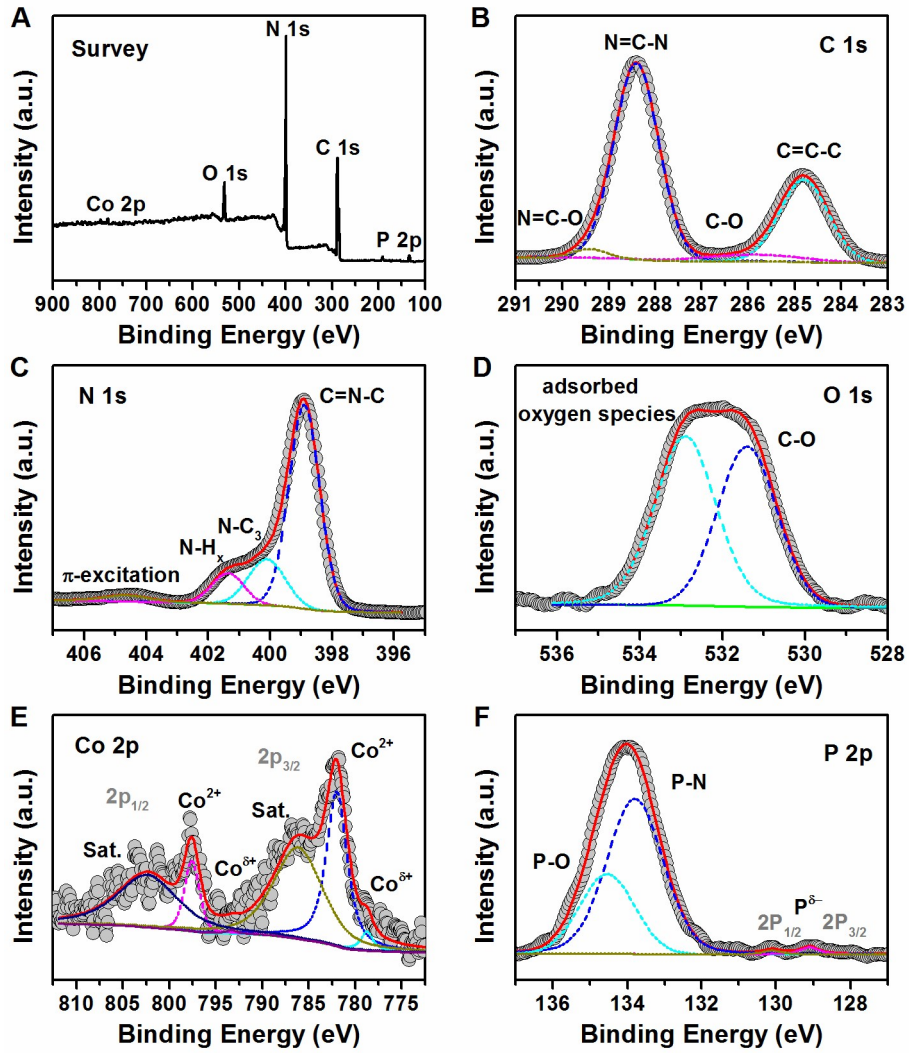 A
Survey
N 1s
C 1s
O 1s
Co 2p
P 2p
Intensity (a.u.)
900 800 700 600 500 400 300 200 100
Binding Energy (eV)
B
N=C-N
C 1s
C=C-C
N=C-O
C-O
Intensity (a.u.)
291 290 289 288 287 286 285 284 283
Binding Energy (eV)
C
N 1s
C=N-C
N-C₃
N-Hₓ
π-excitation
Intensity (a.u.)
406 404 402 400 398 396
Binding Energy (eV)
D
adsorbed
oxygen species
O 1s
C-O
Intensity (a.u.)
536 534 532 530 528
Binding Energy (eV)
E
Co 2p
2p₃/₂
Co²⁺
2p₁/₂
Co²⁺
Sat.
Sat.
Coᵟ⁺
Coᵟ⁺
Intensity (a.u.)
810 805 800 795 790 785 780 775
Binding Energy (eV)
F
P 2p
P-N
P-O
Pᵟ⁻
2P₁/₂
2P₃/₂
Intensity (a.u.)
136 134 132 130 128
Binding Energy (eV)